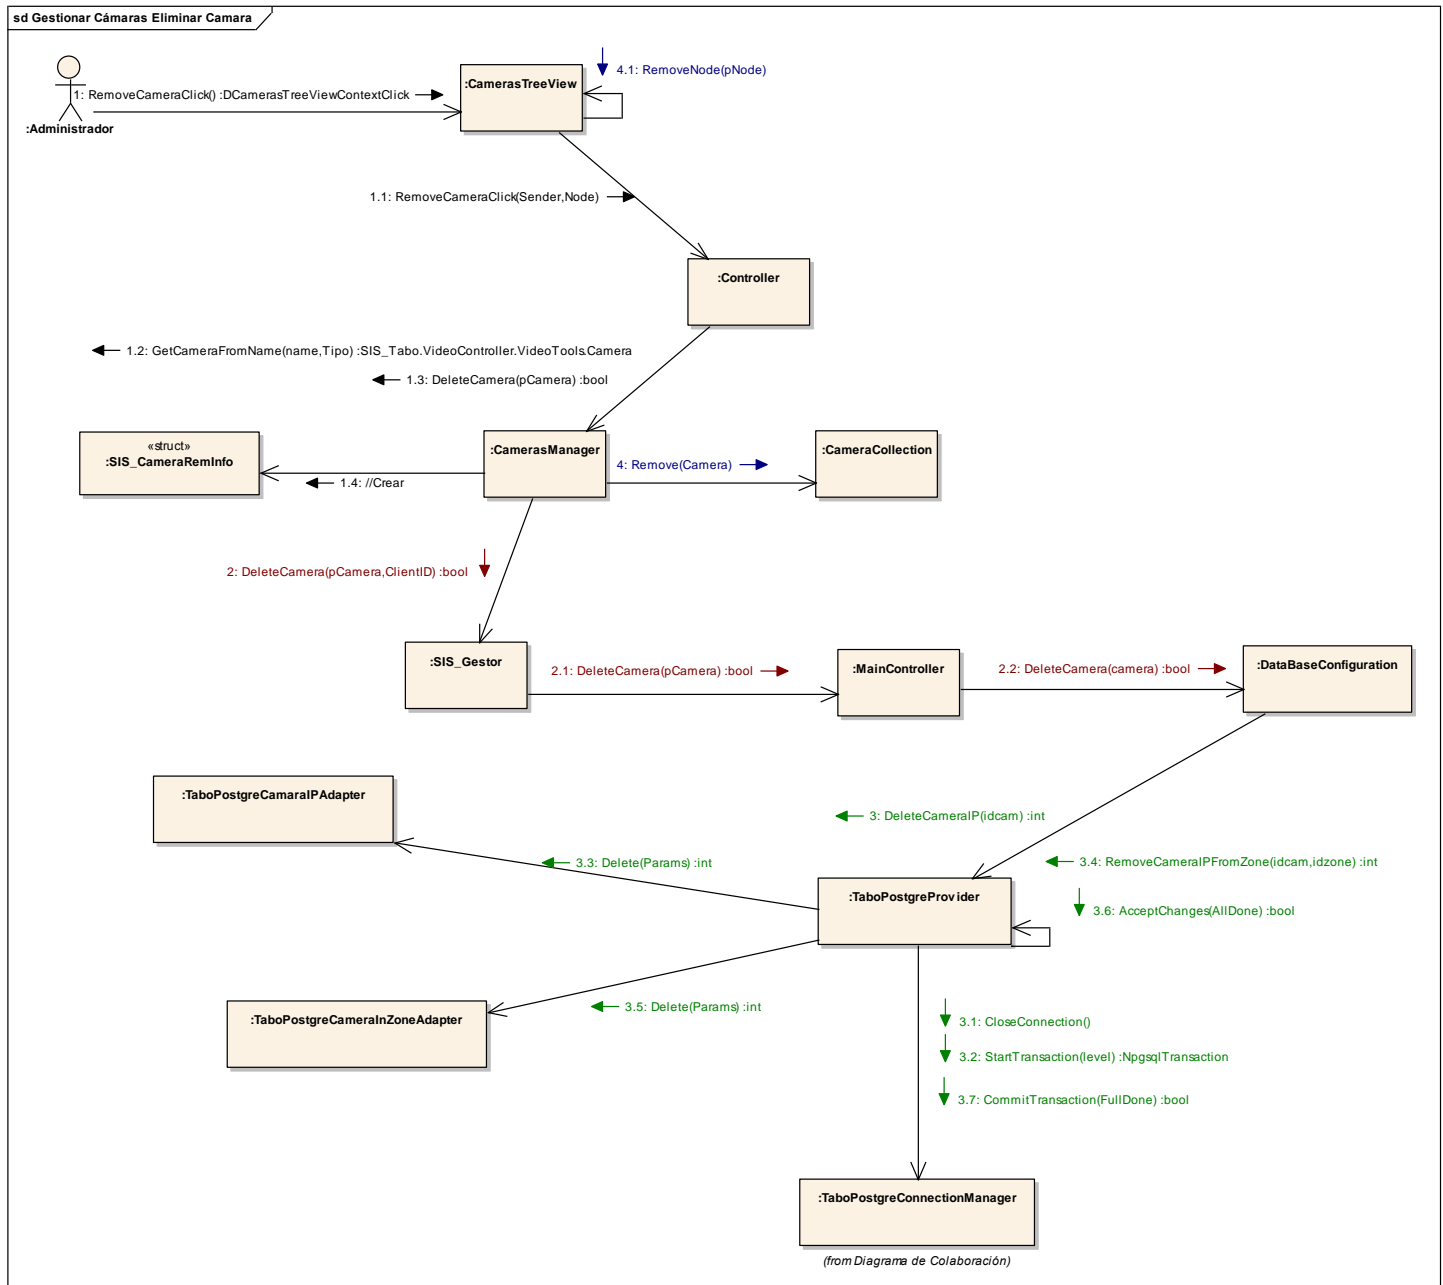 sd Gestionar Cámaras Eliminar Camara
4.1: RemoveNode(pNode)
:CamerasTreeView
1: RemoveCameraClick() :DCamerasTreeViewContextClick
:Administrador
1.1: RemoveCameraClick(Sender,Node)
:Controller
1.2: GetCameraFromName(name,Tipo) :SIS_Tabo.VideoController.VideoTools.Camera
1.3: DeleteCamera(pCamera) :bool
«struct»
:SIS_CameraRemInfo
:CamerasManager
:CameraCollection
4: Remove(Camera)
1.4: //Crear
2: DeleteCamera(pCamera,ClientID) :bool
:SIS_Gestor
:MainController
:DataBaseConfiguration
2.1: DeleteCamera(pCamera) :bool
2.2: DeleteCamera(camera) :bool
:TaboPostgreCamaraIPAdapter
3: DeleteCameraIP(idcam) :int
3.3: Delete(Params) :int
3.4: RemoveCameraIPFromZone(idcam,idzone) :int
:TaboPostgreProvider
3.6: AcceptChanges(AllDone) :bool
3.5: Delete(Params) :int
:TaboPostgreCameraInZoneAdapter
3.1: CloseConnection()
3.2: StartTransaction(level) :NpgsqlTransaction
3.7: CommitTransaction(FullDone) :bool
:TaboPostgreConnectionManager
(from Diagrama de Colaboración)